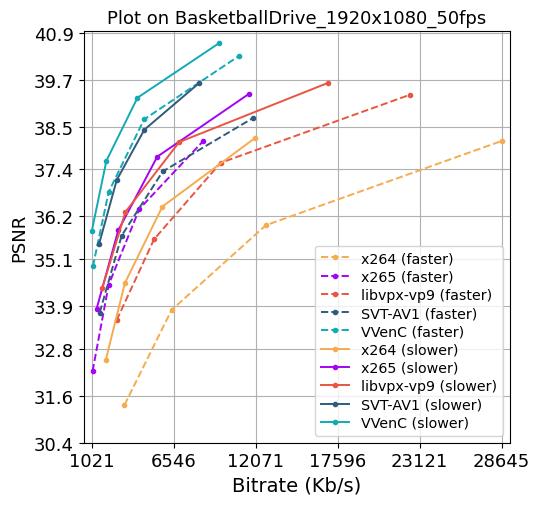 Plot on BasketballDrive_1920x1080_50fps
40.9
39.7
38.5
37.4
36.2
35.1
33.9
32.8
31.6
30.4
PSNR
x264 (faster)
x265 (faster)
libvpx-vp9 (faster)
SVT-AV1 (faster)
VVenC (faster)
x264 (slower)
x265 (slower)
libvpx-vp9 (slower)
SVT-AV1 (slower)
VVenC (slower)
1021 6546 12071 17596 23121 28645
Bitrate (Kb/s)